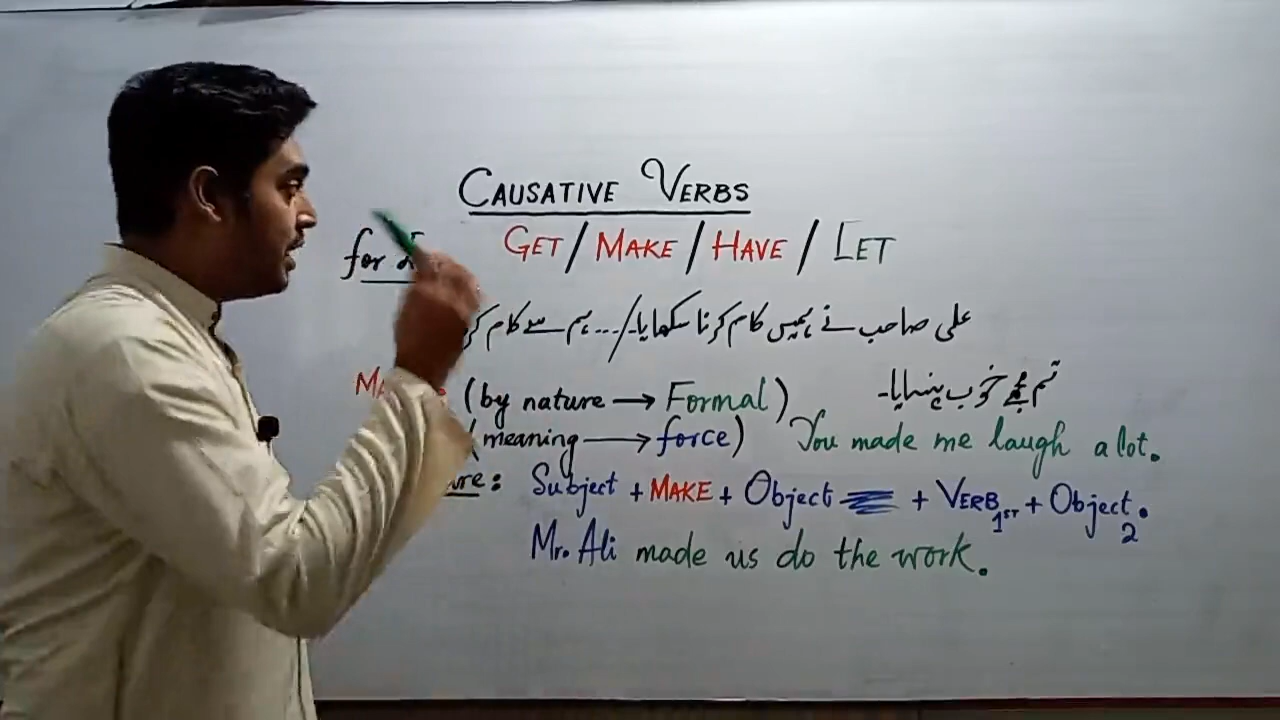 CAUSATIVE VERBS
GET / MAKE / HAVE / LET
for
علی صاحب نے ہمیں کام کرنا سکھایا۔/... ہم سے کام
(by nature → Formal)
تم مجھے خوب ہنسایا۔
(meaning → force)
You made me laugh a lot.
Subject + MAKE + Object + VERB 1ST + Object 2.
Mr. Ali made us do the work.